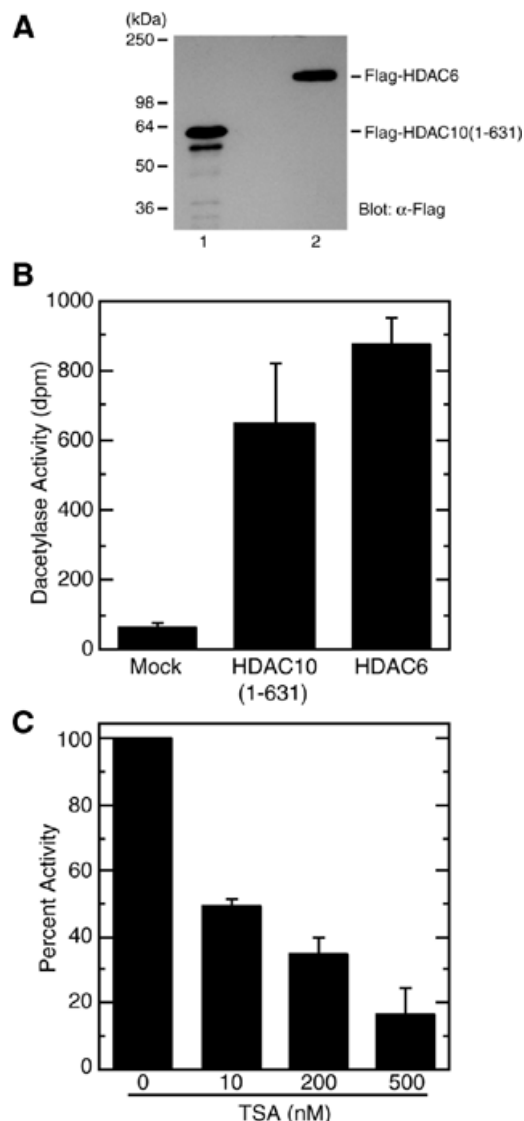 A
(kDa)
250
98
64
50
36
Flag-HDAC6
Flag-HDAC10(1-631)
Blot: α-Flag
1 2
B
Dacetylase Activity (dpm)
1000
800
600
400
200
0
Mock HDAC10 HDAC6
(1-631)
C
Percent Activity
100
80
60
40
20
0
0 10 200 500
TSA (nM)